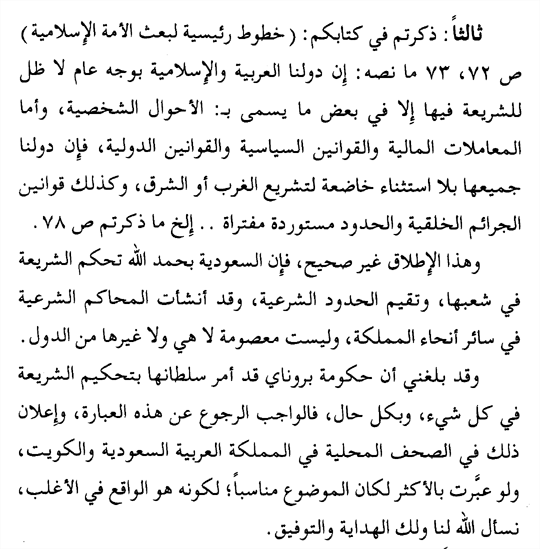 ثالثاً: ذكرتم في كتابكم: (خطوط رئيسية لبعث الأمة الإسلامية)
ص ٧٢، ٧٣ ما نصه: إن دولنا العربية والإسلامية بوجه عام لا ظل
للشريعة فيها إلا في بعض ما يسمى بـ: الأحوال الشخصية، وأما
المعاملات المالية والقوانين السياسية والقوانين الدولية، فإن دولنا
جميعها بلا استثناء خاضعة لتشريع الغرب أو الشرق، وكذلك قوانين
الجرائم الخلقية والحدود مستوردة مفتراة .. إلخ ما ذكرتم ص ٧٨.
وهذا الإطلاق غير صحيح، فإن السعودية بحمد الله تحكم الشريعة
في شعبها، وتقيم الحدود الشرعية، وقد أنشأت المحاكم الشرعية
في سائر أنحاء المملكة، وليست معصومة لا هي ولا غيرها من الدول.
وقد بلغني أن حكومة بروناي قد أمر سلطانها بتحكيم الشريعة
في كل شيء، وبكل حال، فالواجب الرجوع عن هذه العبارة، وإعلان
ذلك في الصحف المحلية في المملكة العربية السعودية والكويت،
ولو عبَّرت بالأكثر لكان الموضوع مناسباً؛ لكونه هو الواقع في الأغلب،
نسأل الله لنا ولك الهداية والتوفيق.